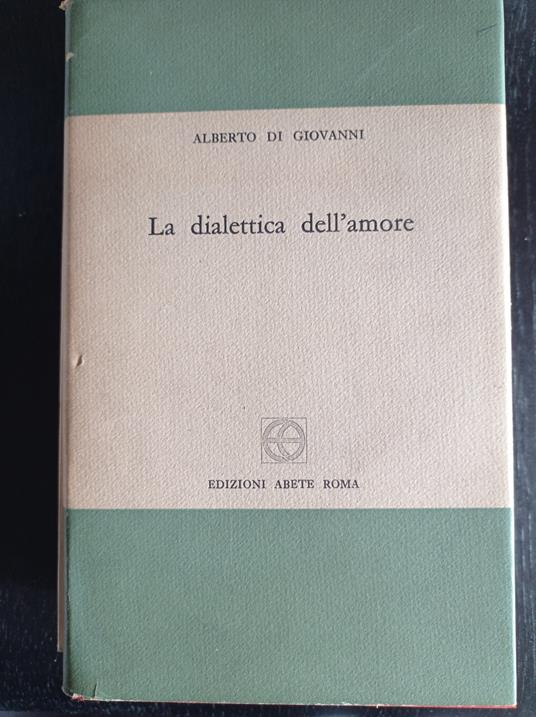 ALBERTO DI GIOVANNI
La dialettica dell'amore
EDIZIONI ABETE ROMA